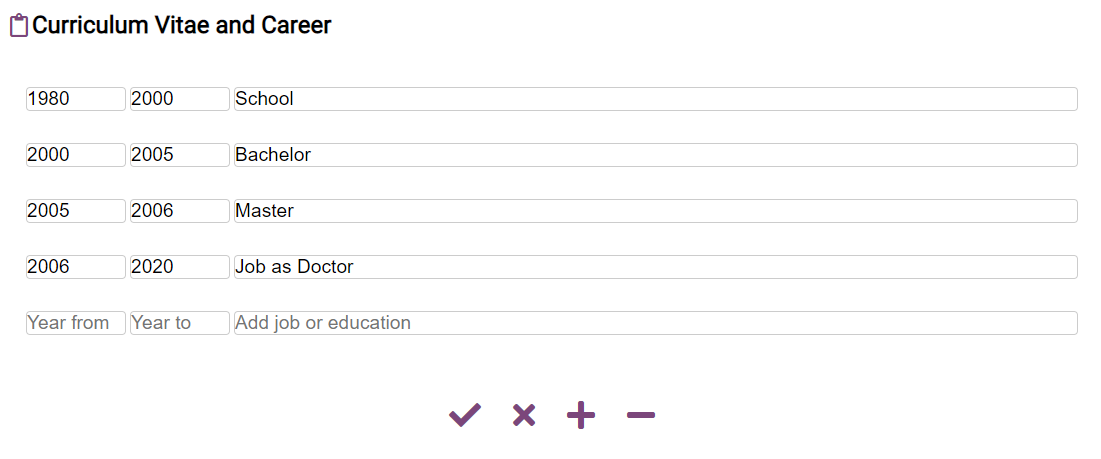 Curriculum Vitae and Career
1980 2000 School
2000 2005 Bachelor
2005 2006 Master
2006 2020 Job as Doctor
Year from Year to Add job or education